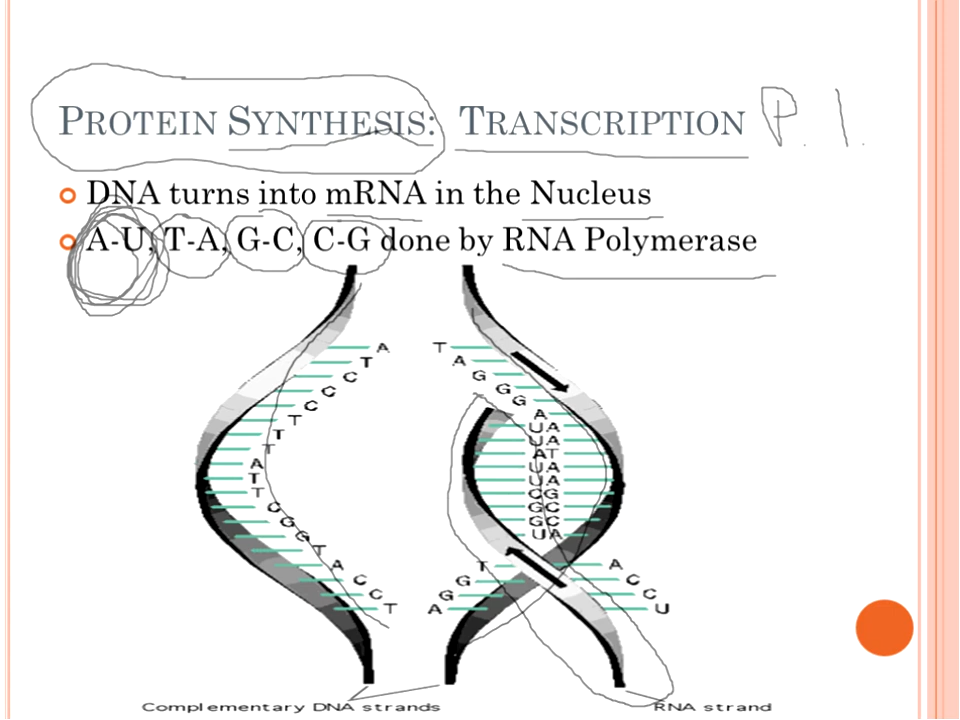 PROTEIN SYNTHESIS: TRANSCRIPTION P. 1.
DNA turns into mRNA in the Nucleus
A-U, T-A, G-C, C-G done by RNA Polymerase
A
T
C
C
C
T
T
T
A
T
T
C
G
G
T
A
C
C
T
T
A
G
G
G
A
U A
U A
A T
U A
U A
C G
G C
G C
U A
T
G
G
A
A
C
C
U
Complementary DNA strands
RNA strand